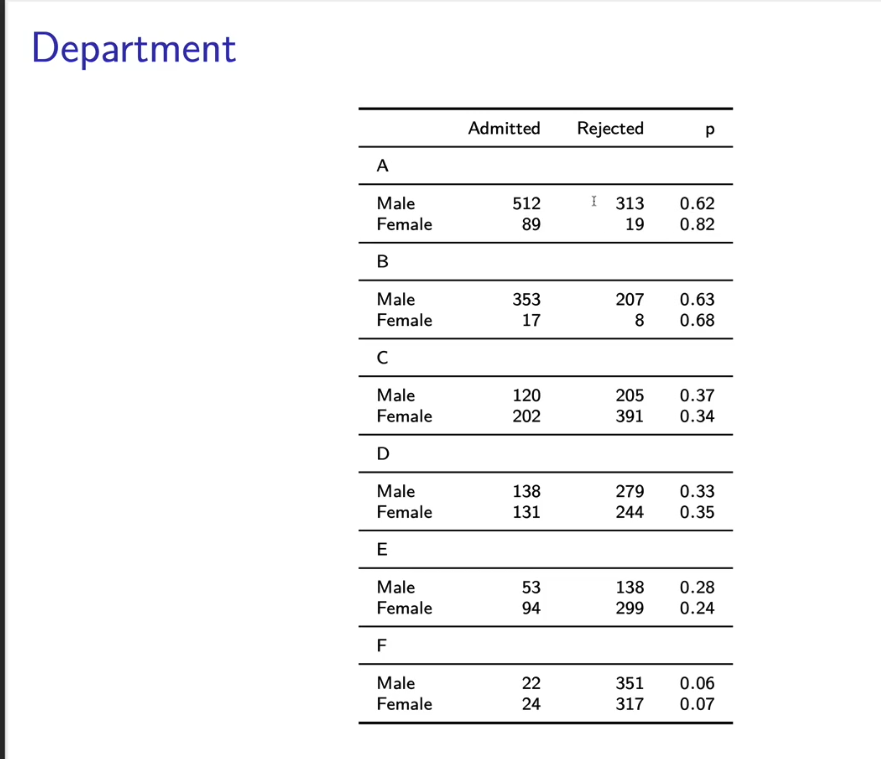 Department
Admitted Rejected p
A
Male 512 313 0.62
Female 89 19 0.82
B
Male 353 207 0.63
Female 17 8 0.68
C
Male 120 205 0.37
Female 202 391 0.34
D
Male 138 279 0.33
Female 131 244 0.35
E
Male 53 138 0.28
Female 94 299 0.24
F
Male 22 351 0.06
Female 24 317 0.07